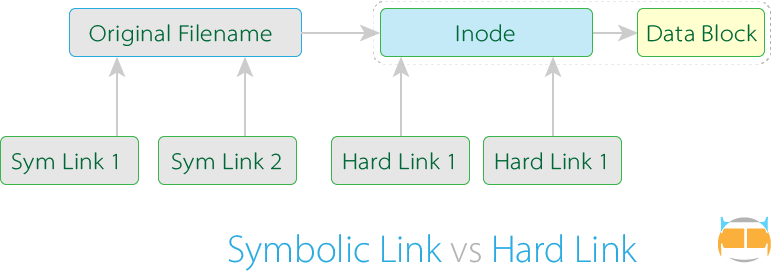 Original Filename
Inode
Data Block
Sym Link 1
Sym Link 2
Hard Link 1
Hard Link 1
Symbolic Link vs Hard Link